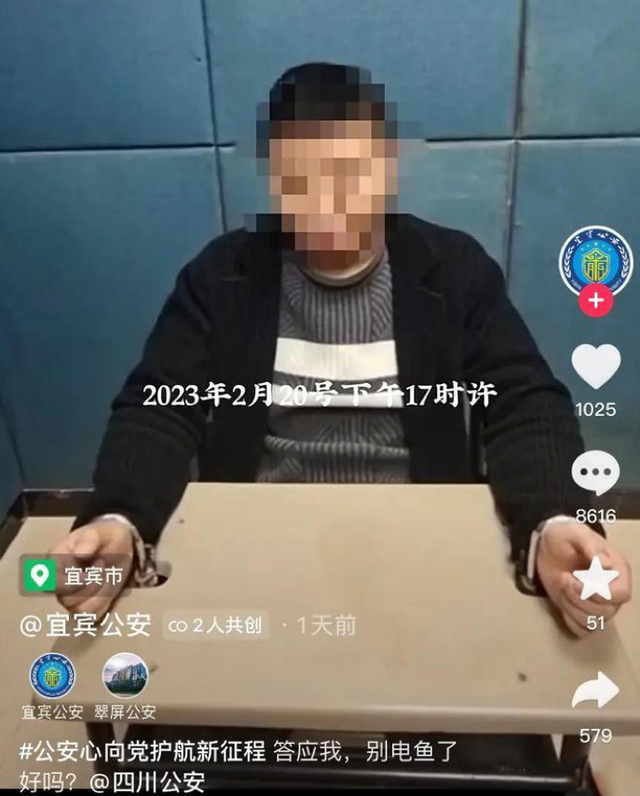 2023年2月20号下午17时许
1025
8616
宜宾市
@宜宾公安 2人共创 · 1天前
51
宜宾公安 翠屏公安
579
#公安心向党护航新征程 答应我，别电鱼了
好吗？@四川公安